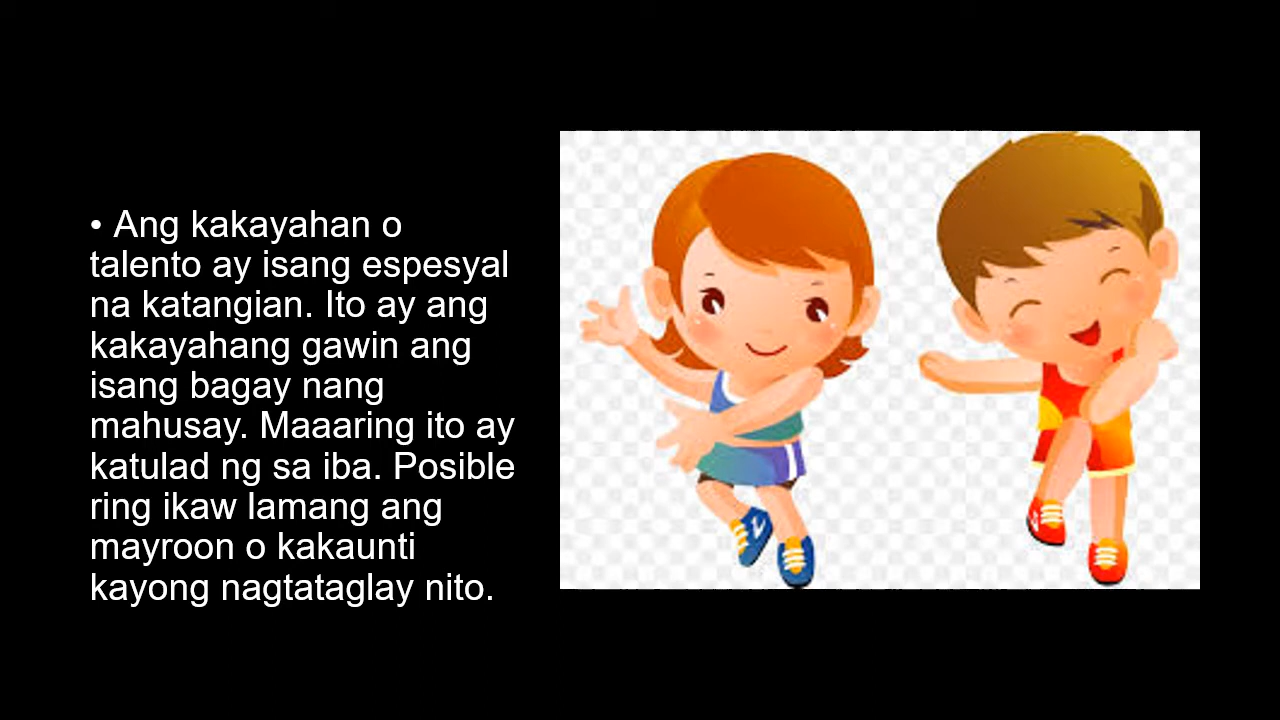 • Ang kakayahan o
talento ay isang espesyal
na katangian. Ito ay ang
kakayahang gawin ang
isang bagay nang
mahusay. Maaaring ito ay
katulad ng sa iba. Posible
ring ikaw lamang ang
mayroon o kakaunti
kayong nagtataglay nito.